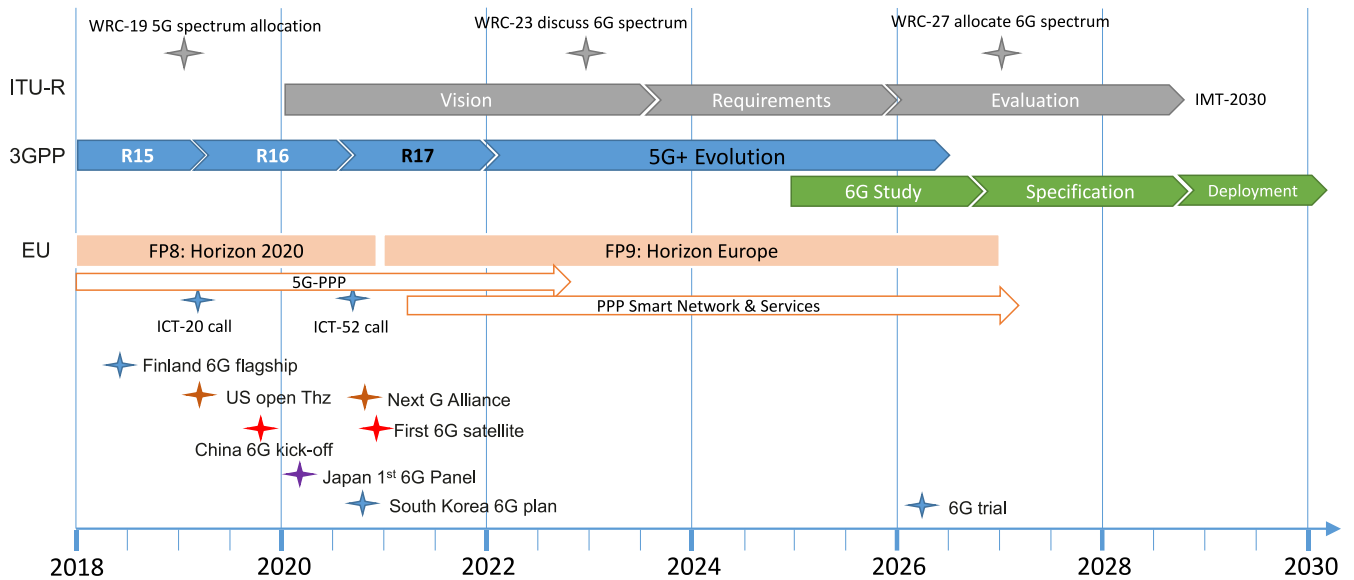 WRC-19 5G spectrum allocation
WRC-23 discuss 6G spectrum
WRC-27 allocate 6G spectrum
ITU-R
Vision
Requirements
Evaluation
IMT-2030
3GPP
R15
R16
R17
5G+ Evolution
6G Study
Specification
Deployment
EU
FP8: Horizon 2020
FP9: Horizon Europe
5G-PPP
PPP Smart Network & Services
ICT-20 call
ICT-52 call
Finland 6G flagship
US open Thz
Next G Alliance
China 6G kick-off
First 6G satellite
Japan 1st 6G Panel
South Korea 6G plan
6G trial
2018
2020
2022
2024
2026
2028
2030